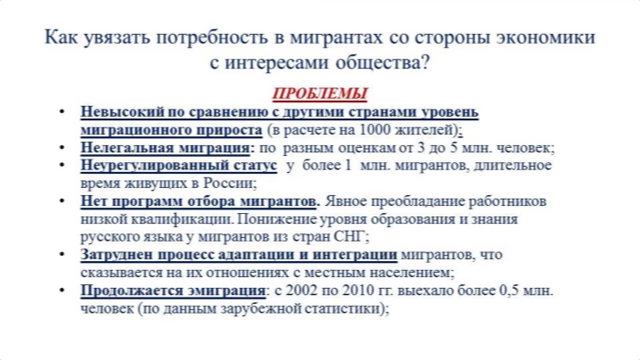 Как увязать потребность в мигрантах со стороны экономики
с интересами общества?
ПРОБЛЕМЫ
• Невысокий по сравнению с другими странами уровень
миграционного прироста (в расчете на 1000 жителей);
• Нелегальная миграция: по разным оценкам от 3 до 5 млн. человек;
• Неурегулированный статус у более 1 млн. мигрантов, длительное
время живущих в России;
• Нет программ отбора мигрантов. Явное преобладание работников
низкой квалификации. Понижение уровня образования и знания
русского языка у мигрантов из стран СНГ;
• Затруднен процесс адаптации и интеграции мигрантов, что
сказывается на их отношениях с местным населением;
• Продолжается эмиграция: с 2002 по 2010 гг. выехало более 0,5 млн.
человек (по данным зарубежной статистики);